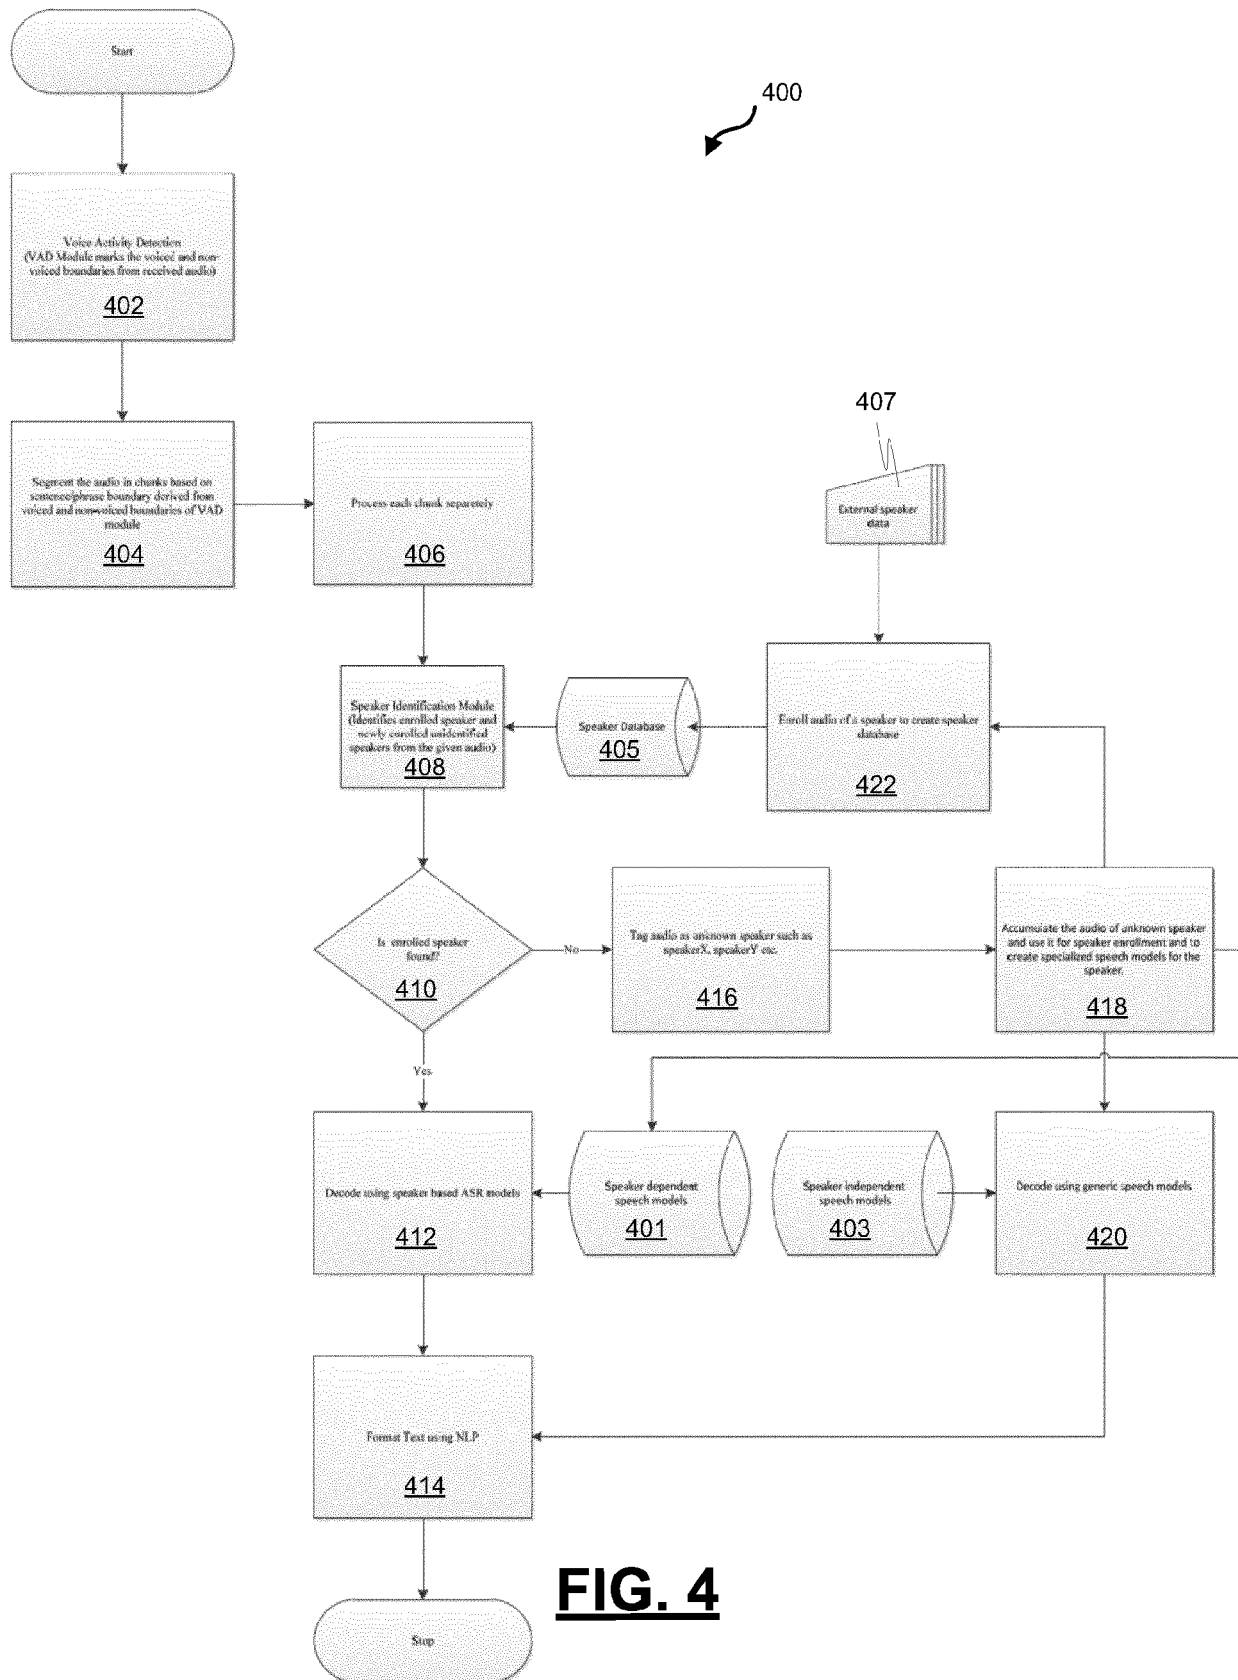 Start
400
Voice Activity Detection
(VAD Module marks the voiced and non-
voiced boundaries from received audio)
402
Segment the audio in chunks based on
sentence/phrase boundary derived from
voiced and non-voiced boundaries of VAD
module
404
Process each chunk separetely
406
407
External speaker
data
Speaker Identification Module
(Identifies enrolled speaker and
newly enrolled unidentified
speakers from the given audio)
408
Speaker Database
405
Enroll audio of a speaker to create speaker
database
422
Is enrolled speaker
found?
410
No
Tag audio as unknown speaker such as
speakerX, speakerY etc.
416
Accumulate the audio of unknown speaker
and use it for speaker enrollment and to
create specialized speech models for the
speaker.
418
Yes
Decode using speaker based ASR models
412
Speaker dependent
speech models
401
Speaker independent
speech models
403
Decode using generic speech models
420
Format Text using NLP
414
Stop
FIG. 4